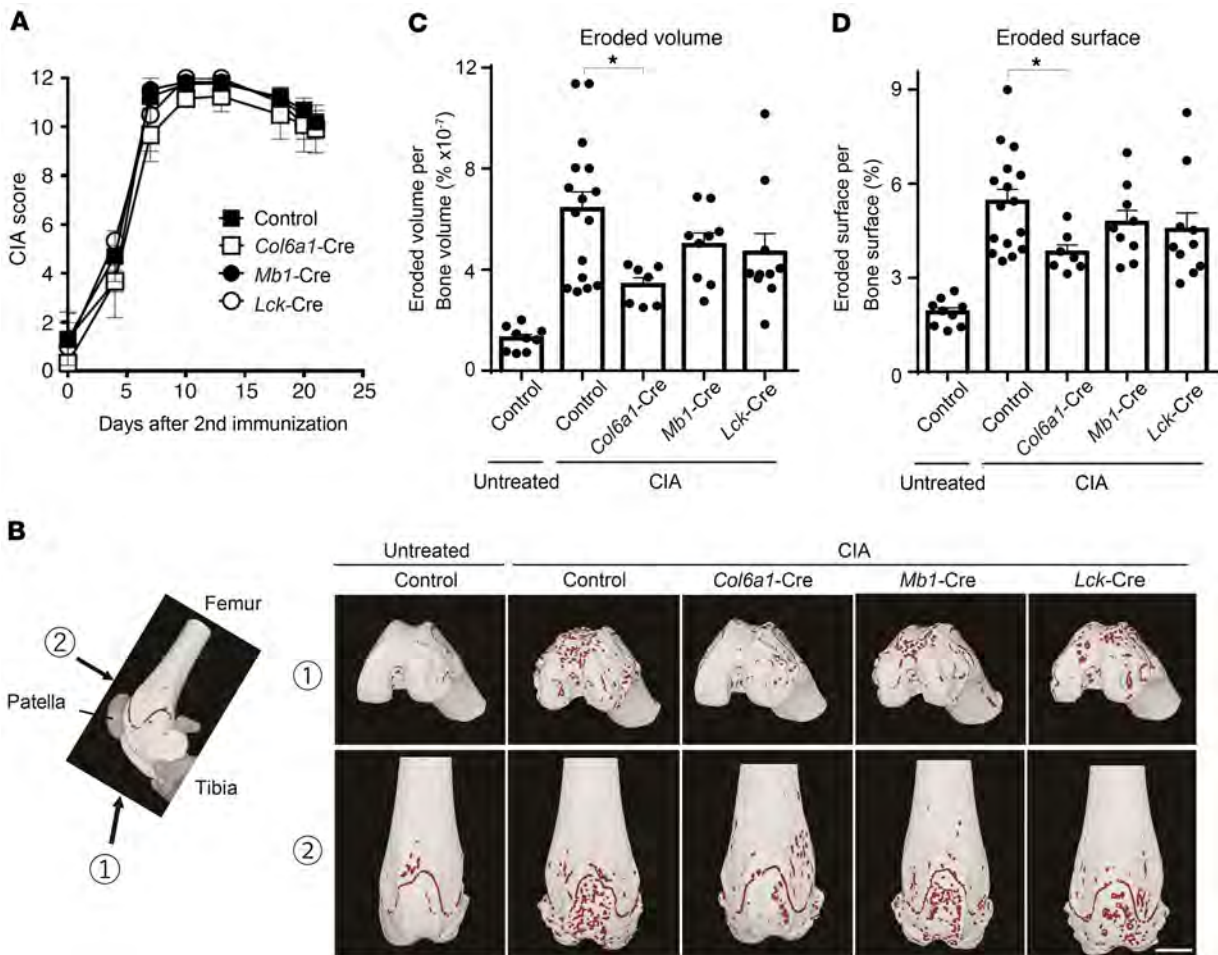 A
12
10
8
6
4
2
0
CIA score
0 5 10 15 20 25
Days after 2nd immunization
Control
Col6a1-Cre
Mb1-Cre
Lck-Cre
C
Eroded volume
*
12
8
4
0
Eroded volume per
Bone volume (% x10-7)
Control
Control
Col6a1-Cre
Mb1-Cre
Lck-Cre
Untreated
CIA
D
Eroded surface
*
9
6
3
0
Eroded surface per
Bone surface (%)
Control
Control
Col6a1-Cre
Mb1-Cre
Lck-Cre
Untreated
CIA
B
Femur
②
Patella
Tibia
①
Untreated CIA
Control Control Col6a1-Cre Mb1-Cre Lck-Cre
①
②